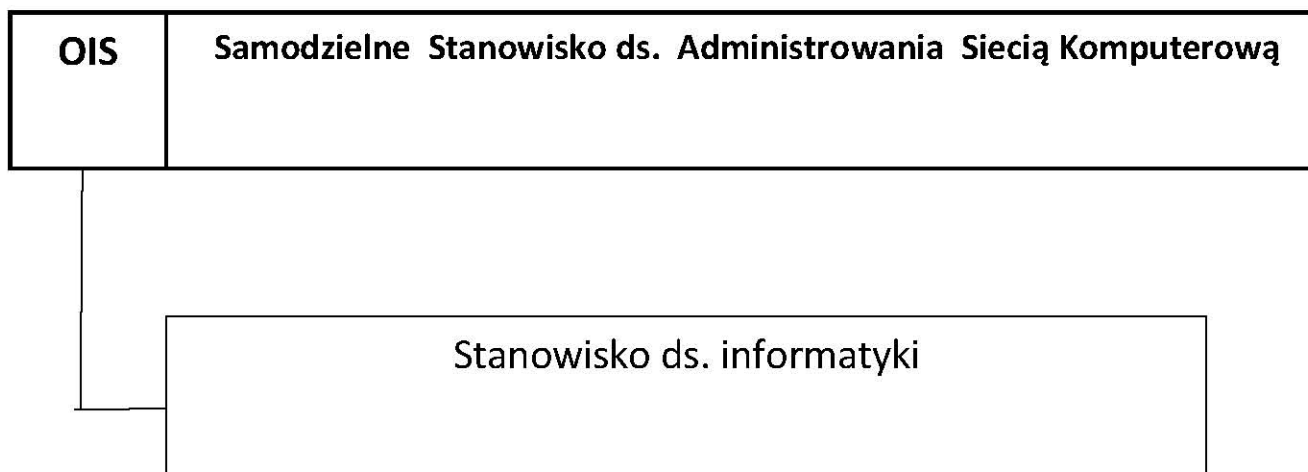 OIS Samodzielne Stanowisko ds. Administrowania Siecią Komputerową
Stanowisko ds. informatyki